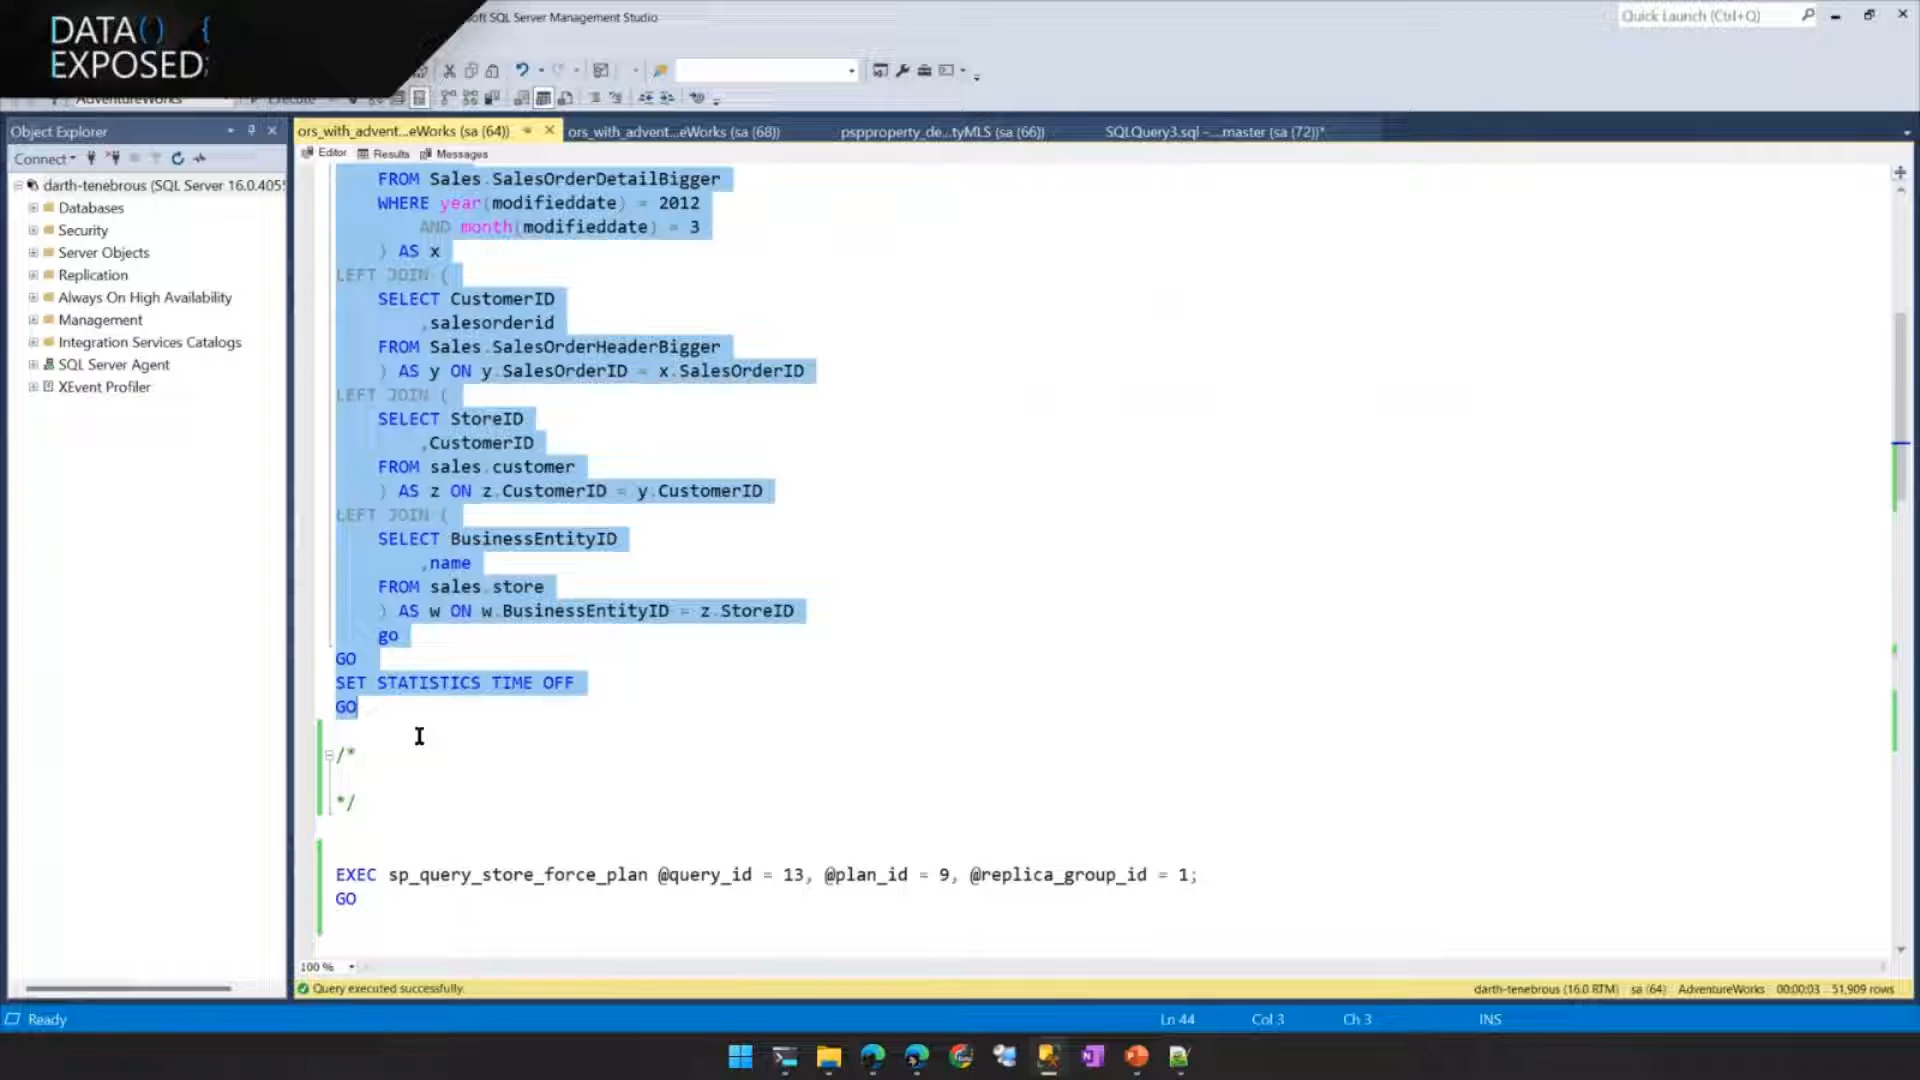 DATA() {
EXPOSED;
oft SQL Server Management Studio
Quick Launch (Ctrl+Q)
AdventureWorks
Execute
Object Explorer
ors_with_advent...eWorks (sa (64))
ors_with_advent...eWorks (sa (68))
pspproperty_de...tyMLS (sa (66))
SQLQuery3.sql - ...master (sa (72))*
Connect
Editor
Results
Messages
darth-tenebrous (SQL Server 16.0.405
Databases
Security
Server Objects
Replication
Always On High Availability
Management
Integration Services Catalogs
SQL Server Agent
XEvent Profiler
FROM Sales.SalesOrderDetailBigger
WHERE year(modifieddate) = 2012
AND month(modifieddate) = 3
) AS x
LEFT JOIN (
SELECT CustomerID
,salesorderid
FROM Sales.SalesOrderHeaderBigger
) AS y ON y.SalesOrderID = x.SalesOrderID
LEFT JOIN (
SELECT StoreID
,CustomerID
FROM sales.customer
) AS z ON z.CustomerID = y.CustomerID
LEFT JOIN (
SELECT BusinessEntityID
,name
FROM sales.store
) AS w ON w.BusinessEntityID = z.StoreID
go
GO
SET STATISTICS TIME OFF
GO
/*
*/
EXEC sp_query_store_force_plan @query_id = 13, @plan_id = 9, @replica_group_id = 1;
GO
100 %
Query executed successfully.
darth-tenebrous (16.0 RTM)
sa (64)
AdventureWorks
00:00:03
51,909 rows
Ready
Ln 44
Col 3
Ch 3
INS